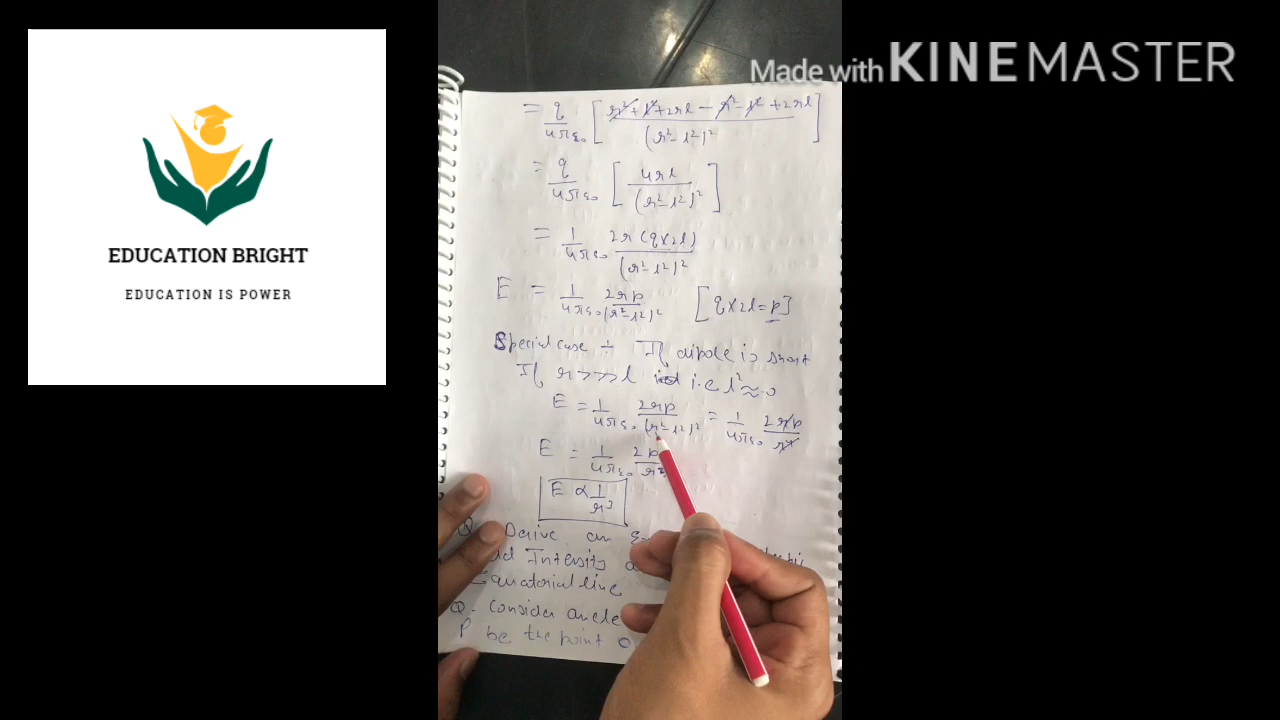 Made with KINEMASTER
EDUCATION BRIGHT
EDUCATION IS POWER
= q/4πε₀ [ r² + l² + 2rl − r² − l² + 2rl / (r² − l²)² ]
= q/4πε₀ [ 4rl / (r² − l²)² ]
= 1/4πε₀ 2r (q×2l) / (r² − l²)²
E = 1/4πε₀ 2rp / (r² − l²)² [q×2l = p]
Special case ÷ If dipole is short
If r >>> l i.e l² ≈ 0
E = 1/4πε₀ 2rp / (r² − l²)² = 1/4πε₀ 2rp / r⁴
E = 1/4πε₀ 2p / r³
E ∝ 1/r³
Q. Derive an
Intensity
Equatorial line
Q. Consider an
P be the point